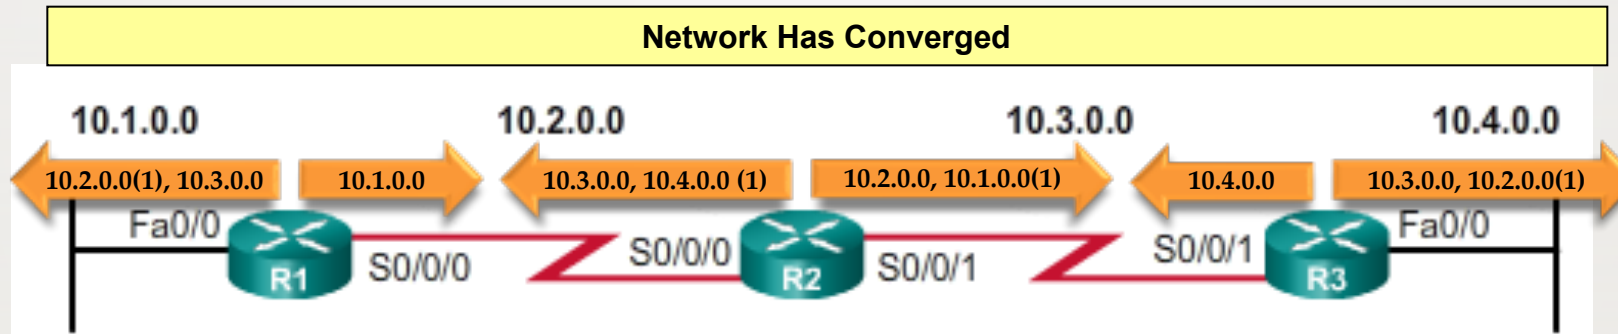 Network Has Converged
10.1.0.0 10.2.0.0 10.3.0.0 10.4.0.0
10.2.0.0(1), 10.3.0.0 10.1.0.0 10.3.0.0, 10.4.0.0 (1) 10.2.0.0, 10.1.0.0(1) 10.4.0.0 10.3.0.0, 10.2.0.0(1)
Fa0/0 S0/0/0 S0/0/0 S0/0/1 S0/0/1 Fa0/0
R1 R2 R3